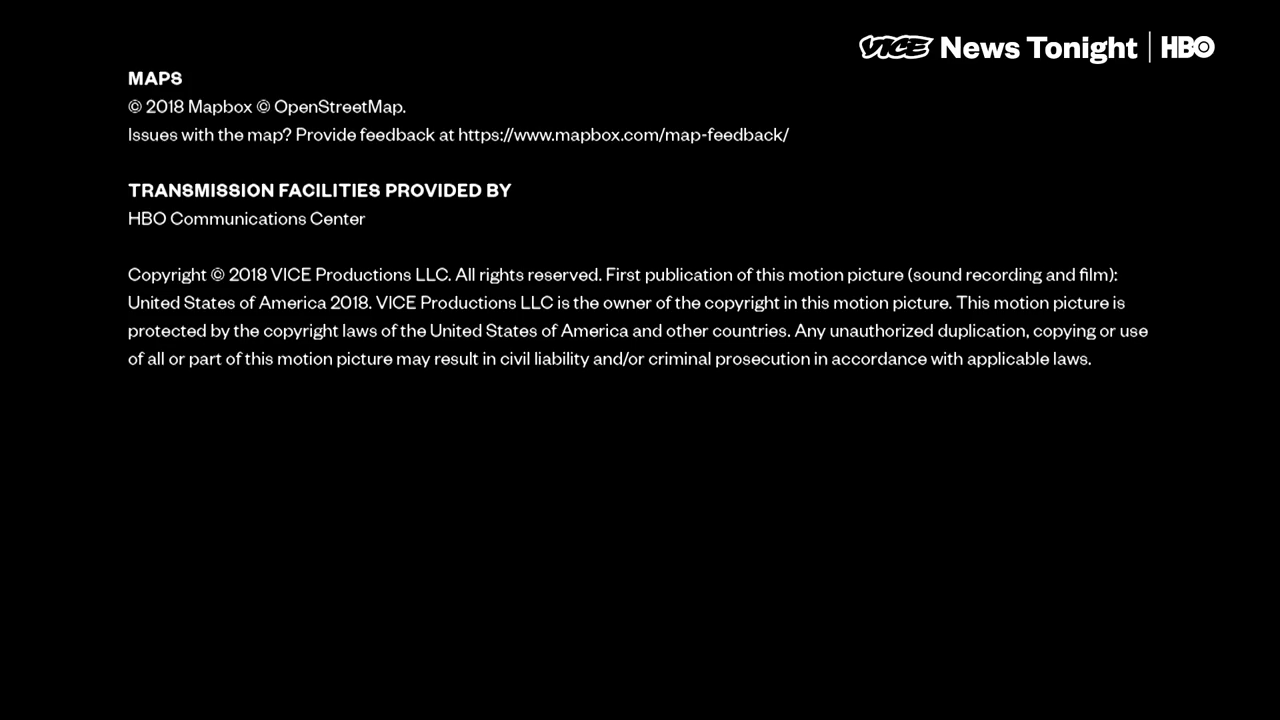 VICE News Tonight | HBO
MAPS
© 2018 Mapbox © OpenStreetMap.
Issues with the map? Provide feedback at https://www.mapbox.com/map-feedback/
TRANSMISSION FACILITIES PROVIDED BY
HBO Communications Center
Copyright © 2018 VICE Productions LLC. All rights reserved. First publication of this motion picture (sound recording and film):
United States of America 2018. VICE Productions LLC is the owner of the copyright in this motion picture. This motion picture is
protected by the copyright laws of the United States of America and other countries. Any unauthorized duplication, copying or use
of all or part of this motion picture may result in civil liability and/or criminal prosecution in accordance with applicable laws.